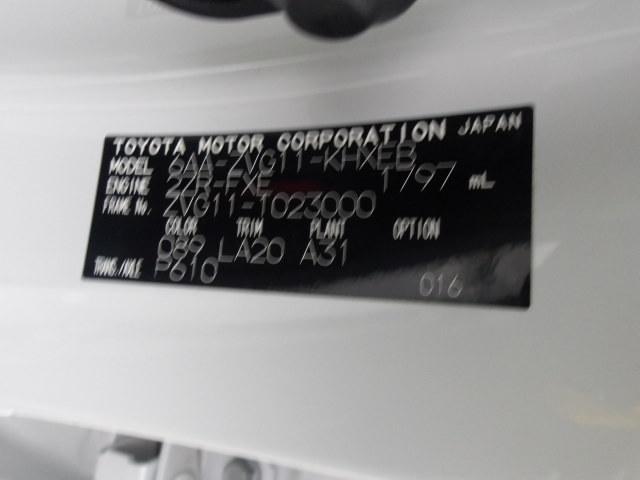 TOYOTA MOTOR CORPORATION JAPAN
MODEL 6AA-ZVG11-KHXEB
ENGINE 2ZR-FXE 1797 mL
FRAME No. ZVG11-1023000
COLOR TRIM PLANT OPTION
089 LA20 A31
TRANS./AXLE P610
016